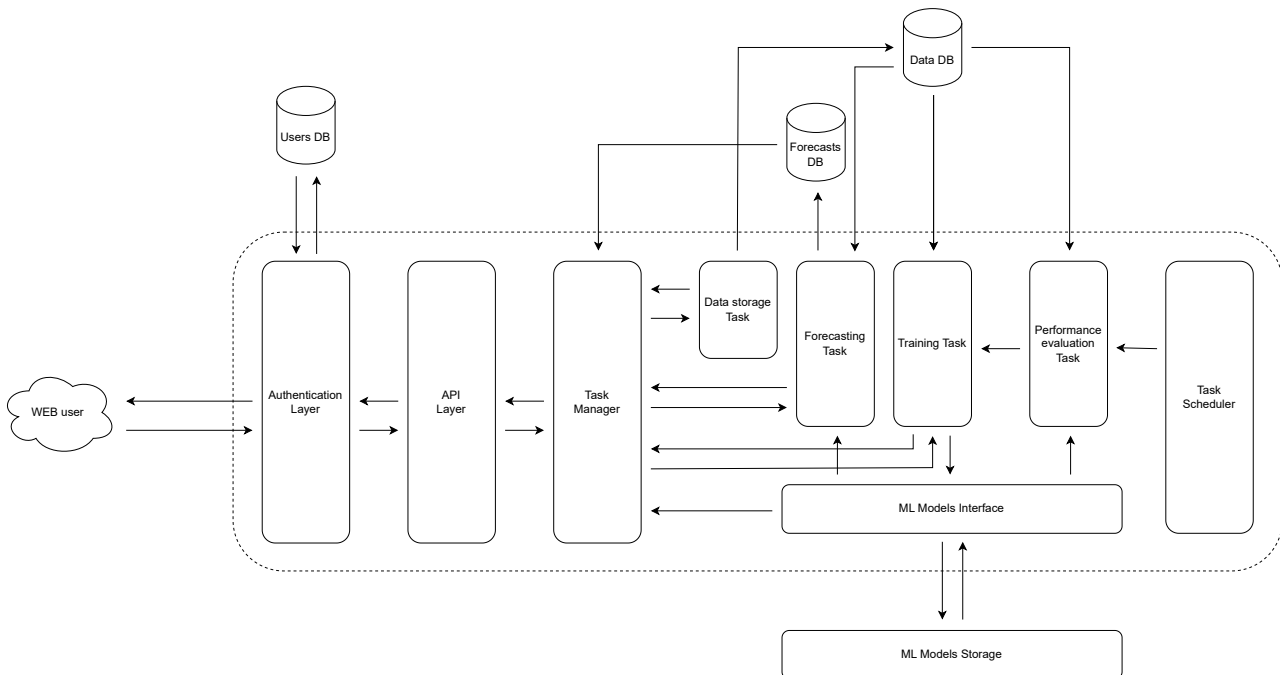 Data DB
Users DB
Forecasts
DB
Data storage
Task
Forecasting
Task
Training Task
Performance
evaluation
Task
WEB user
Authentication
Layer
API
Layer
Task
Manager
Task
Scheduler
ML Models Interface
ML Models Storage